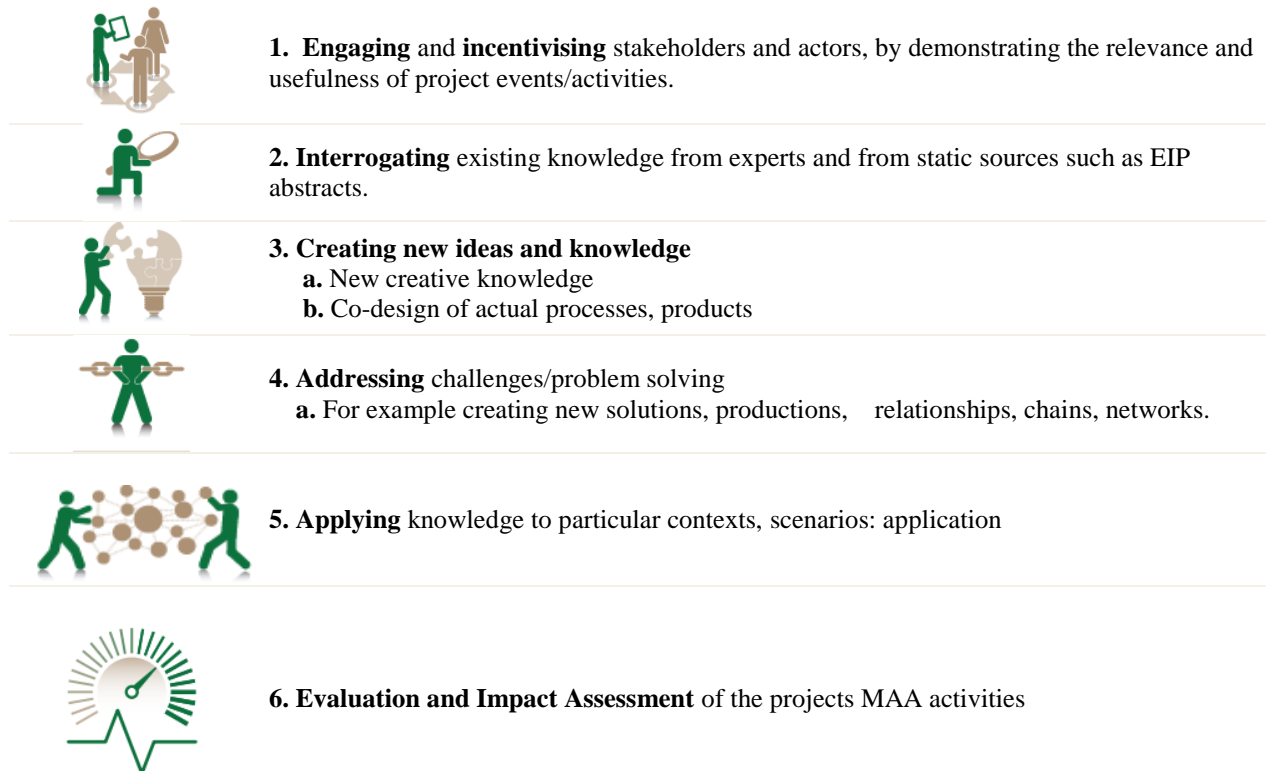 1. Engaging and incentivising stakeholders and actors, by demonstrating the relevance and
usefulness of project events/activities.
2. Interrogating existing knowledge from experts and from static sources such as EIP
abstracts.
3. Creating new ideas and knowledge
a. New creative knowledge
b. Co-design of actual processes, products
4. Addressing challenges/problem solving
a. For example creating new solutions, productions, relationships, chains, networks.
5. Applying knowledge to particular contexts, scenarios: application
6. Evaluation and Impact Assessment of the projects MAA activities